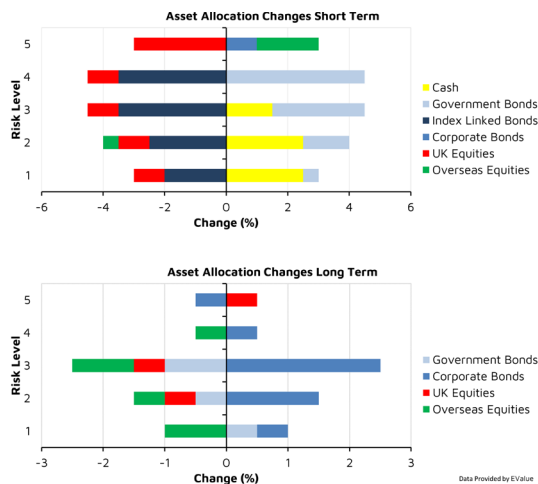 Asset Allocation Changes Short Term
Risk Level
5
4
3
2
1
-6 -4 -2 0 2 4 6
Change (%)
Cash
Government Bonds
Index Linked Bonds
Corporate Bonds
UK Equities
Overseas Equities
Asset Allocation Changes Long Term
Risk Level
5
4
3
2
1
-3 -2 -1 0 1 2 3
Change (%)
Government Bonds
Corporate Bonds
UK Equities
Overseas Equities
Data Provided by EValue